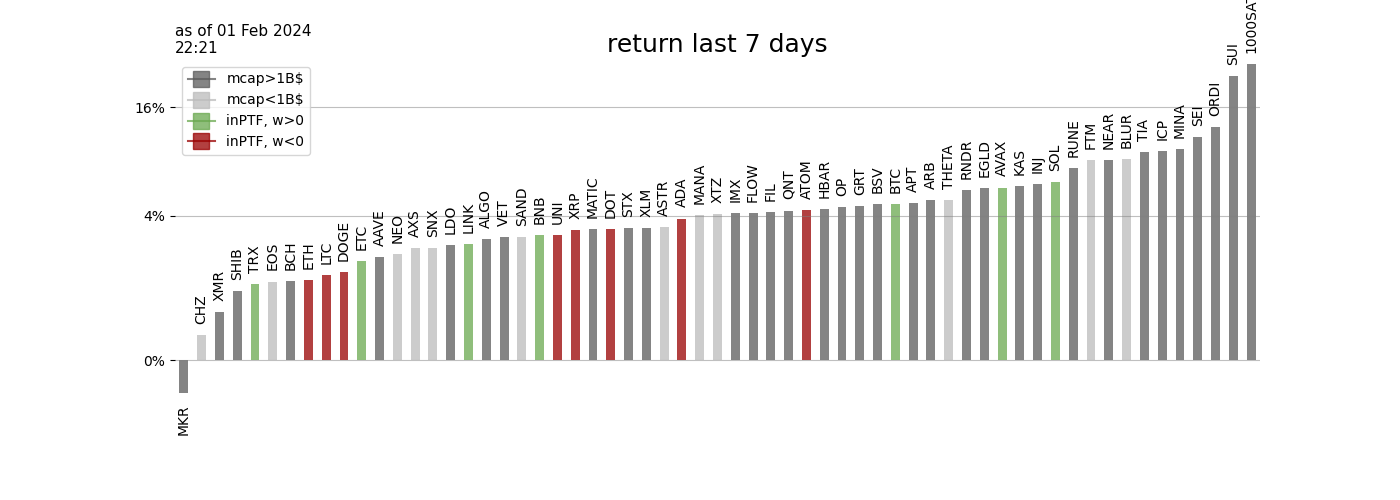 as of 01 Feb 2024
22:21
return last 7 days
mcap>1B$
mcap<1B$
inPTF, w>0
inPTF, w<0
16%
4%
0%
MKR
CHZ
XMR
SHIB
TRX
EOS
BCH
ETH
LTC
DOGE
ETC
AAVE
NEO
AXS
SNX
LDO
LINK
ALGO
VET
SAND
BNB
UNI
XRP
MATIC
DOT
STX
XLM
ASTR
ADA
MANA
XTZ
IMX
FLOW
FIL
QNT
ATOM
HBAR
OP
GRT
BSV
BTC
APT
ARB
THETA
RNDR
EGLD
AVAX
KAS
INJ
SOL
RUNE
FTM
NEAR
BLUR
TIA
ICP
MINA
SEI
ORDI
SUI